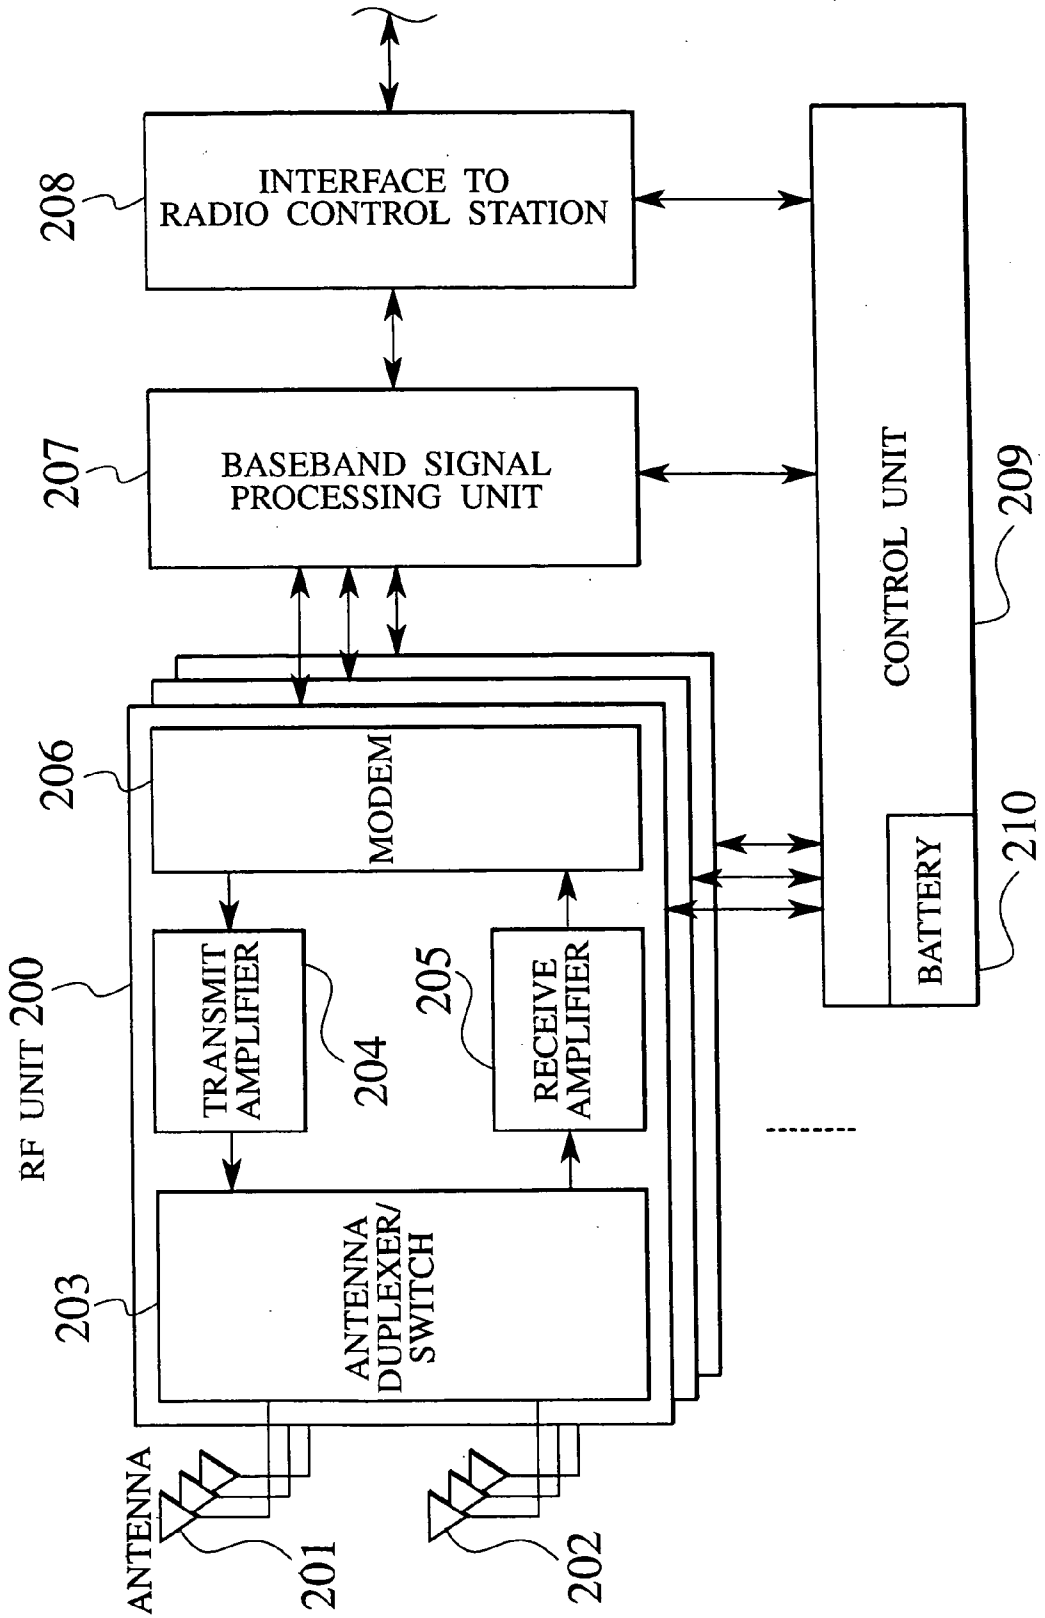 RF UNIT 200
ANTENNA
201
202
203
ANTENNA
DUPLEXER/
SWITCH
TRANSMIT
AMPLIFIER
204
205
RECEIVE
AMPLIFIER
206
MODEM
207
BASEBAND SIGNAL
PROCESSING UNIT
208
INTERFACE TO
RADIO CONTROL STATION
CONTROL UNIT
209
BATTERY
210